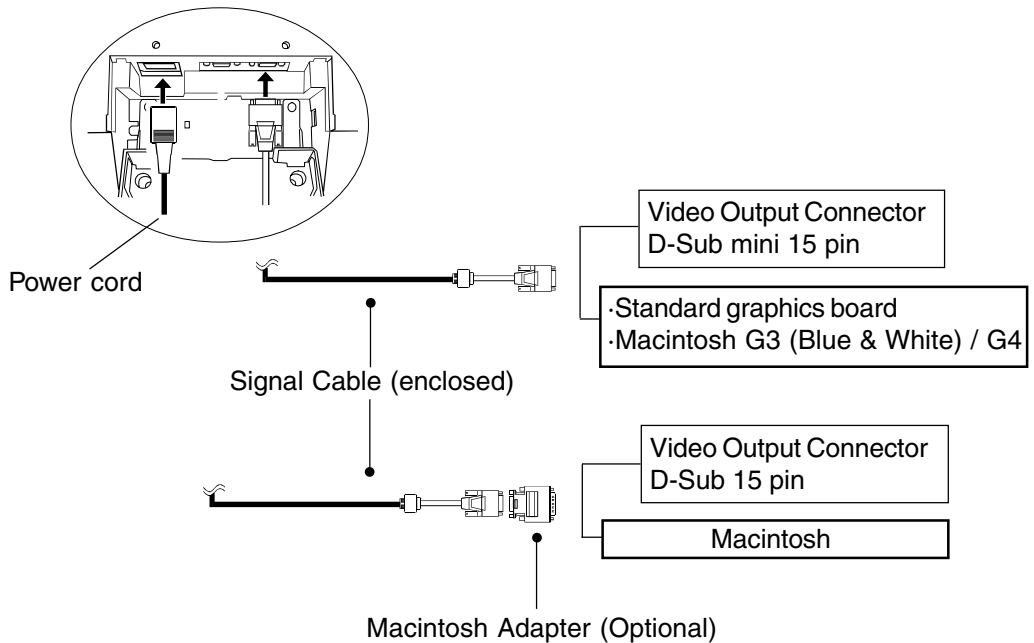 Power cord
Video Output Connector
D-Sub mini 15 pin
·Standard graphics board
·Macintosh G3 (Blue & White) / G4
Signal Cable (enclosed)
Video Output Connector
D-Sub 15 pin
Macintosh
Macintosh Adapter (Optional)